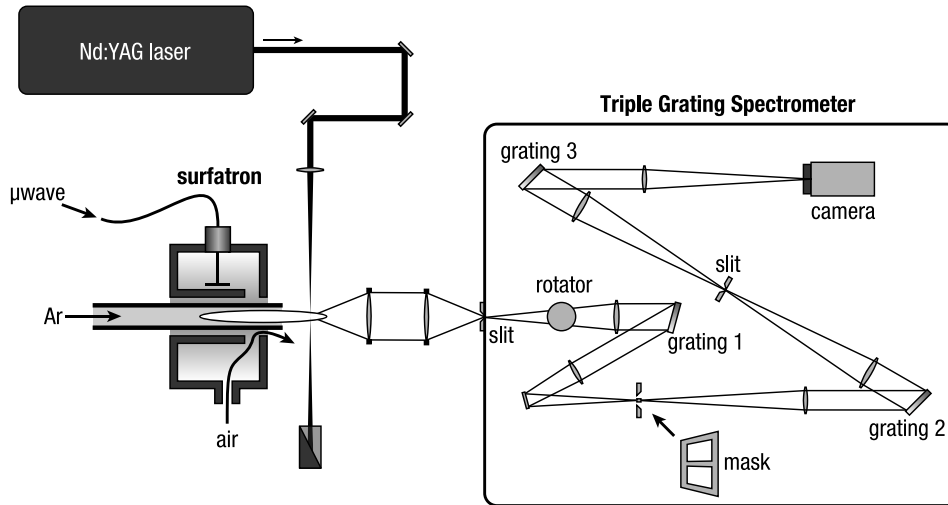 Nd:YAG laser
Triple Grating Spectrometer
grating 3
surfatron
µwave
camera
slit
rotator
Ar
slit
grating 1
air
grating 2
mask